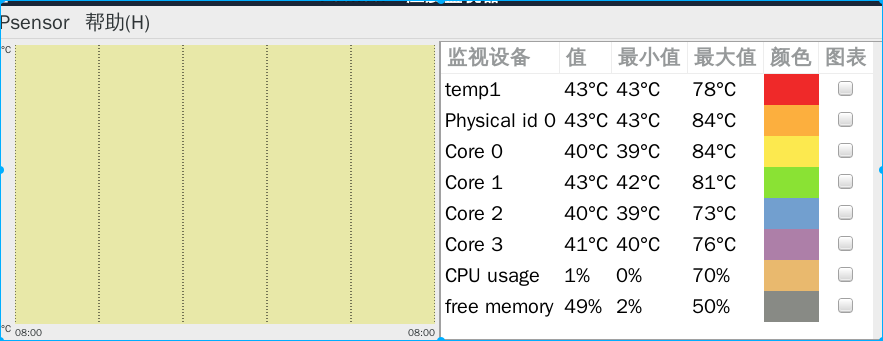 Psensor 帮助(H)
°C
监视设备 值 最小值 最大值 颜色 图表
temp1 43°C 43°C 78°C
Physical id 0 43°C 43°C 84°C
Core 0 40°C 39°C 84°C
Core 1 43°C 42°C 81°C
Core 2 40°C 39°C 73°C
Core 3 41°C 40°C 76°C
CPU usage 1% 0% 70%
free memory 49% 2% 50%
°C
08:00 08:00